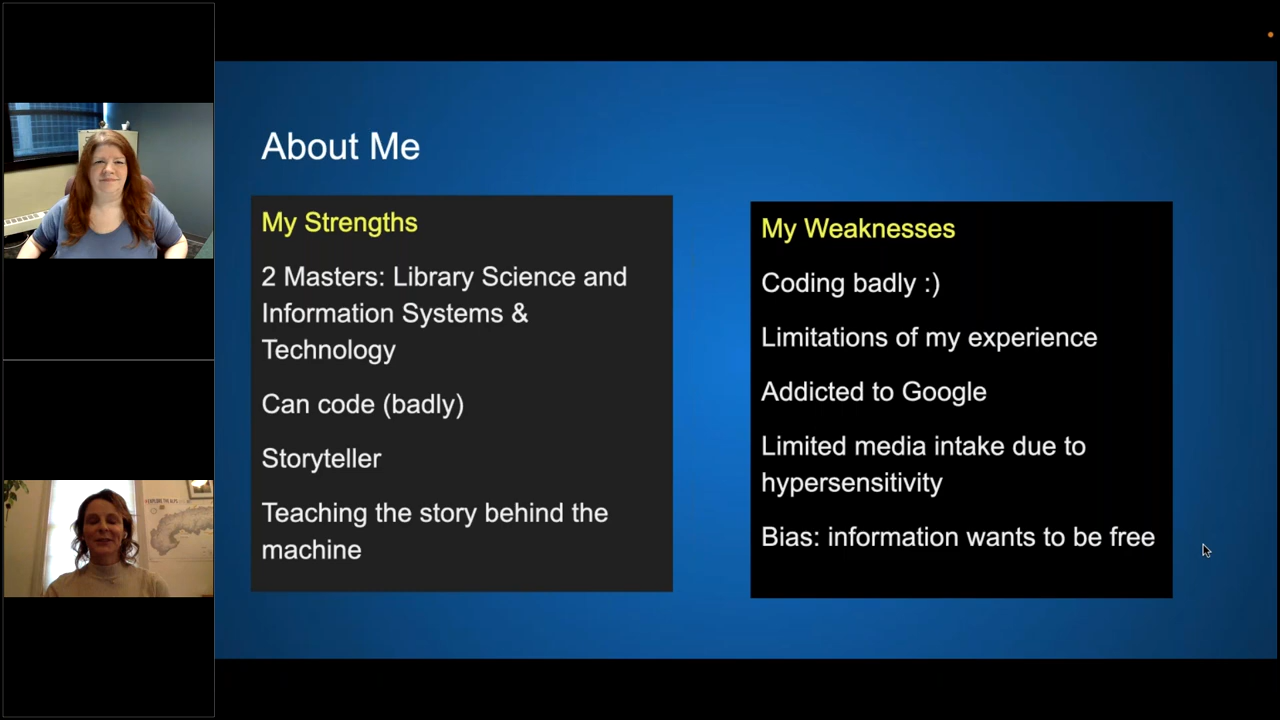 About Me
My Strengths
2 Masters: Library Science and
Information Systems &
Technology
Can code (badly)
Storyteller
Teaching the story behind the
machine
My Weaknesses
Coding badly :)
Limitations of my experience
Addicted to Google
Limited media intake due to
hypersensitivity
Bias: information wants to be free